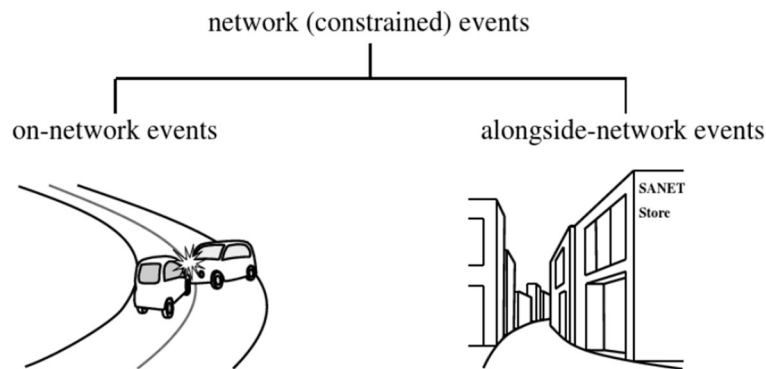 network (constrained) events
on-network events
alongside-network events
SANET
Store